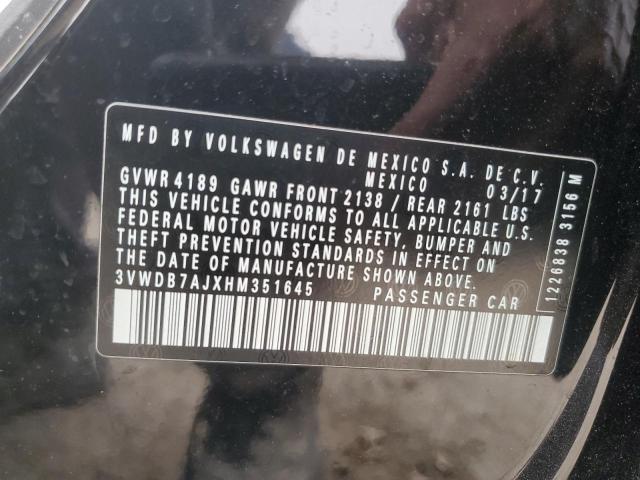 MFD BY VOLKSWAGEN DE MEXICO S.A. DE C.V.
MEXICO 03/17
GVWR 4189 GAWR FRONT 2138 / REAR 2161 LBS
THIS VEHICLE CONFORMS TO ALL APPLICABLE U.S.
FEDERAL MOTOR VEHICLE SAFETY, BUMPER AND
THEFT PREVENTION STANDARDS IN EFFECT ON
THE DATE OF MANUFACTURE SHOWN ABOVE.
3VWDB7AJXHM351645 PASSENGER CAR
1226838 3156 M